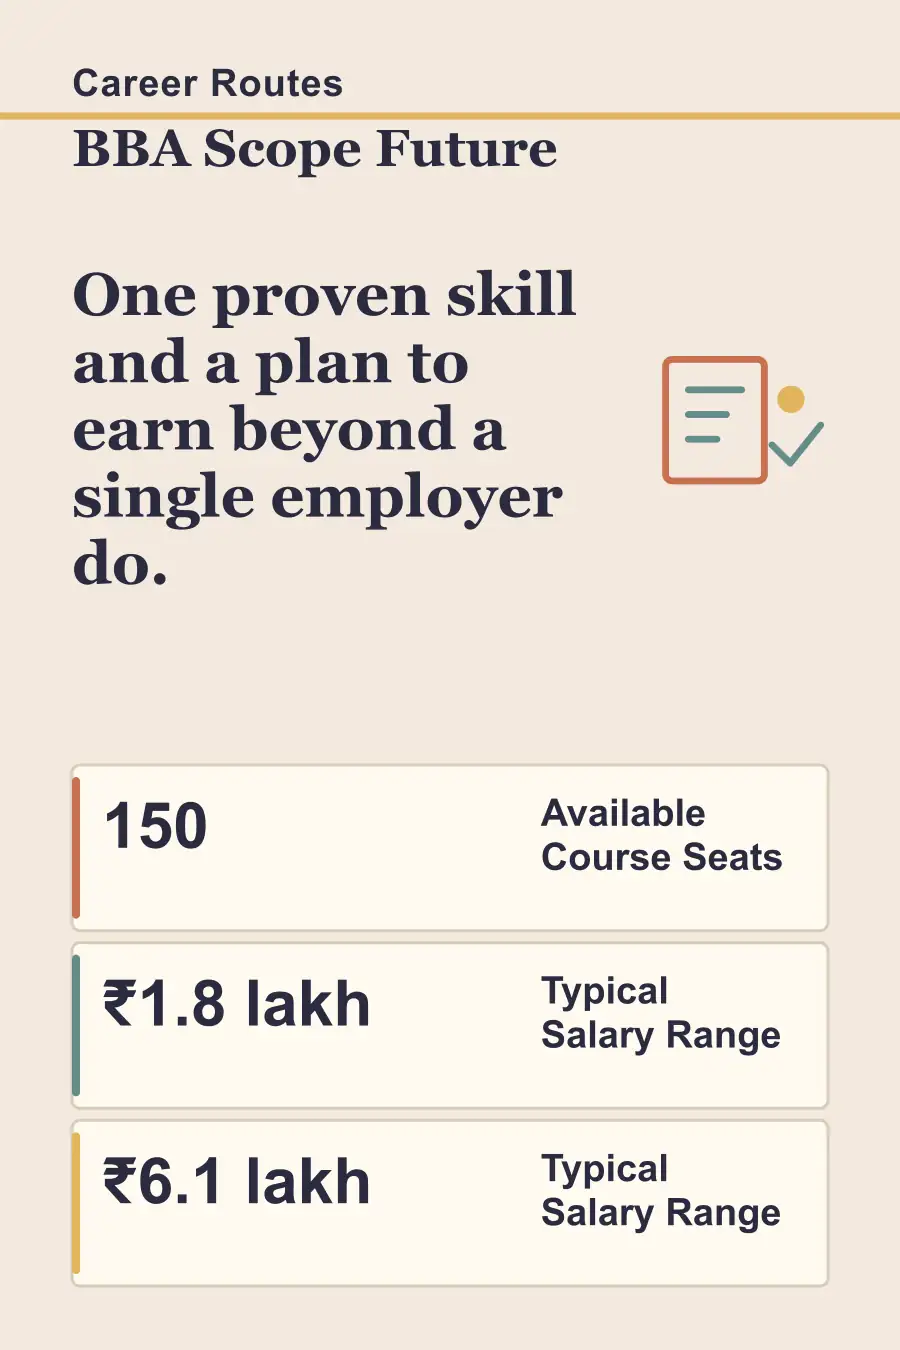 Career Routes
BBA Scope Future
One proven skill
and a plan to
earn beyond a
single employer
do.
150
Available
Course Seats
₹1.8 lakh
Typical
Salary Range
₹6.1 lakh
Typical
Salary Range